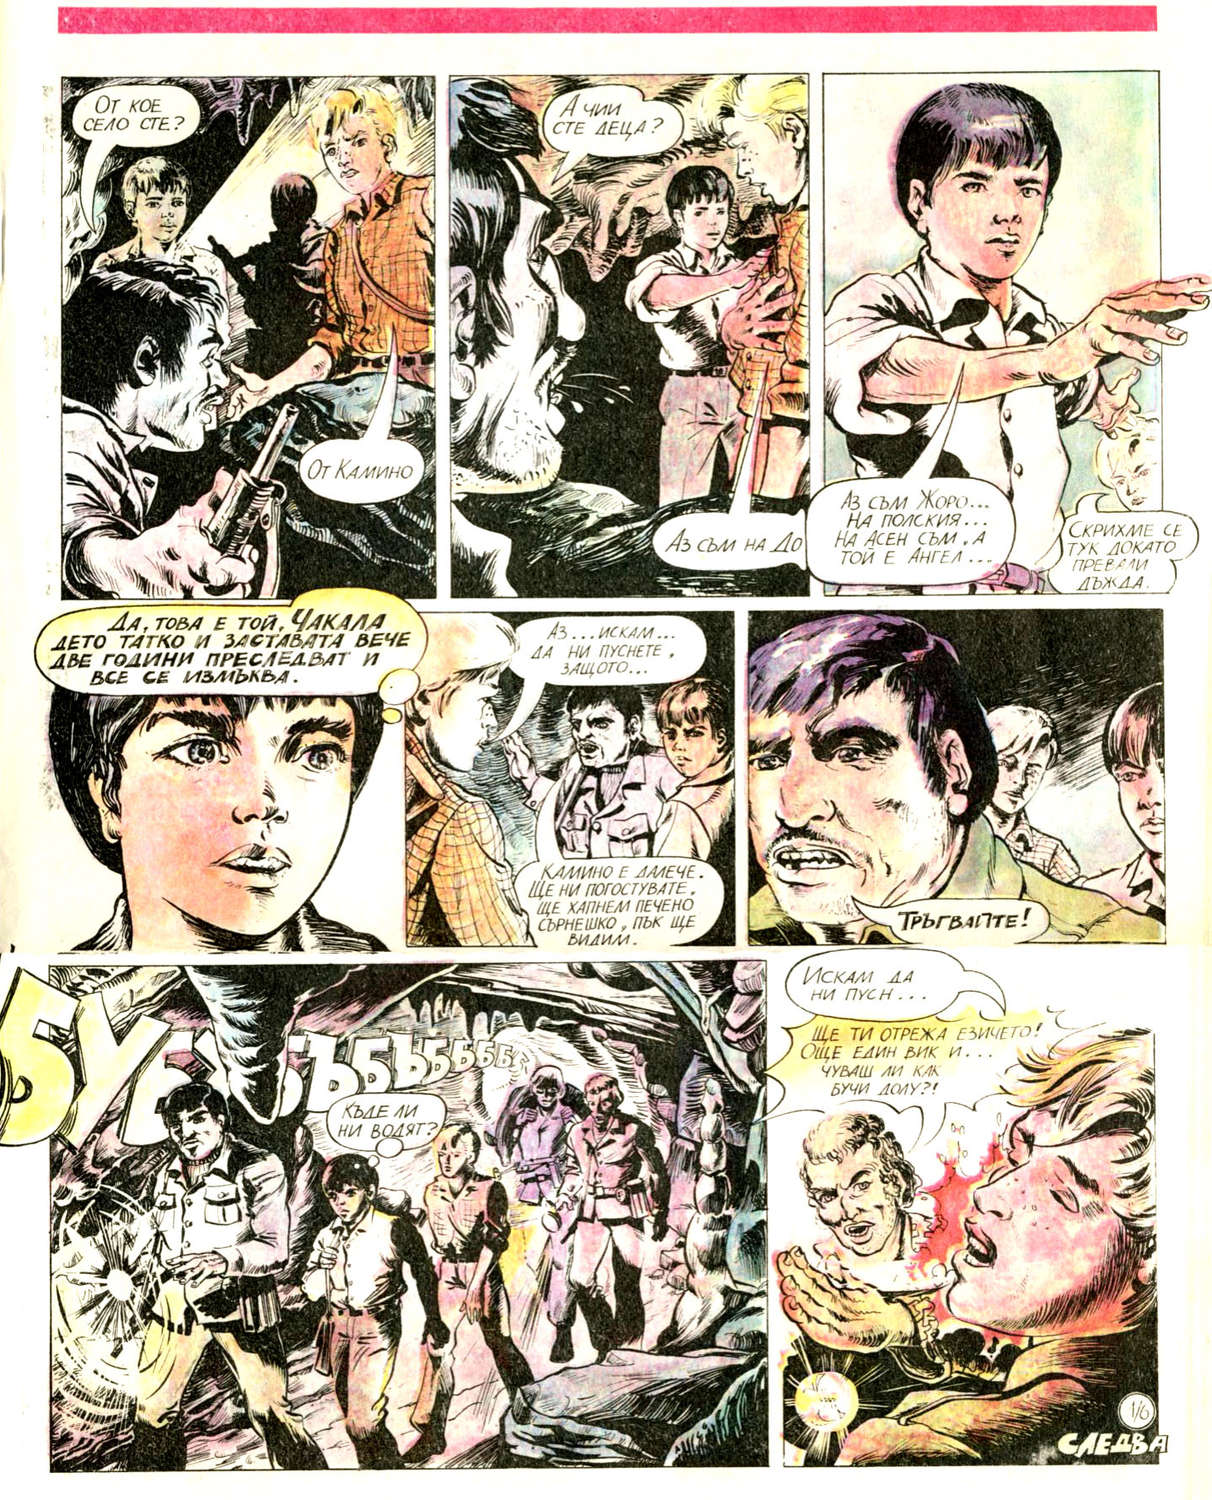 От кое
село сте?
От Камино
А чии
сте деца?
Аз съм на До
Аз съм Жоро...
На полския...
На Асен съм, а
той е Ангел...
Скрихме се
тук докато
превали
дъжда.
Да, това е той, Чакала
дето татко и заставата вече
две години преследват и
все се измъква.
Аз...искам...
да ни пуснете,
защото...
Камино е далече.
Ще ни погостувате,
ще хапнем печено
сърнешко, пък ще
видим.
Тръгвайте!
БУБУБЪББЪББББ
Къде ли
ни водят?
Искам да
ни пусн...
Ще ти отрежа езичето!
Още един вик и...
чуваш ли как
бучи долу?!
1/6
СЛЕДВА